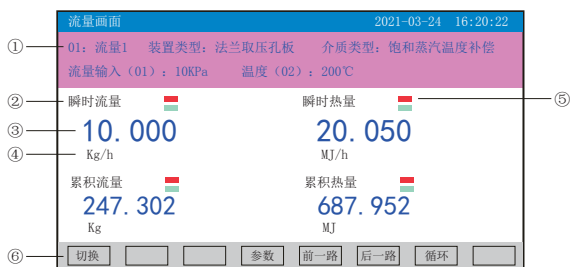 流量画面 2021-03-24 16:20:22
① 01：流量1 装置类型：法兰取压孔板 介质类型：饱和蒸汽温度补偿
流量输入（01）：10KPa 温度（02）：200℃
② 瞬时流量 瞬时热量 ⑤
③ 10.000 20.050
④ Kg/h MJ/h
累积流量 累积热量
247.302 687.952
Kg MJ
⑥ 切换 参数 前一路 后一路 循环